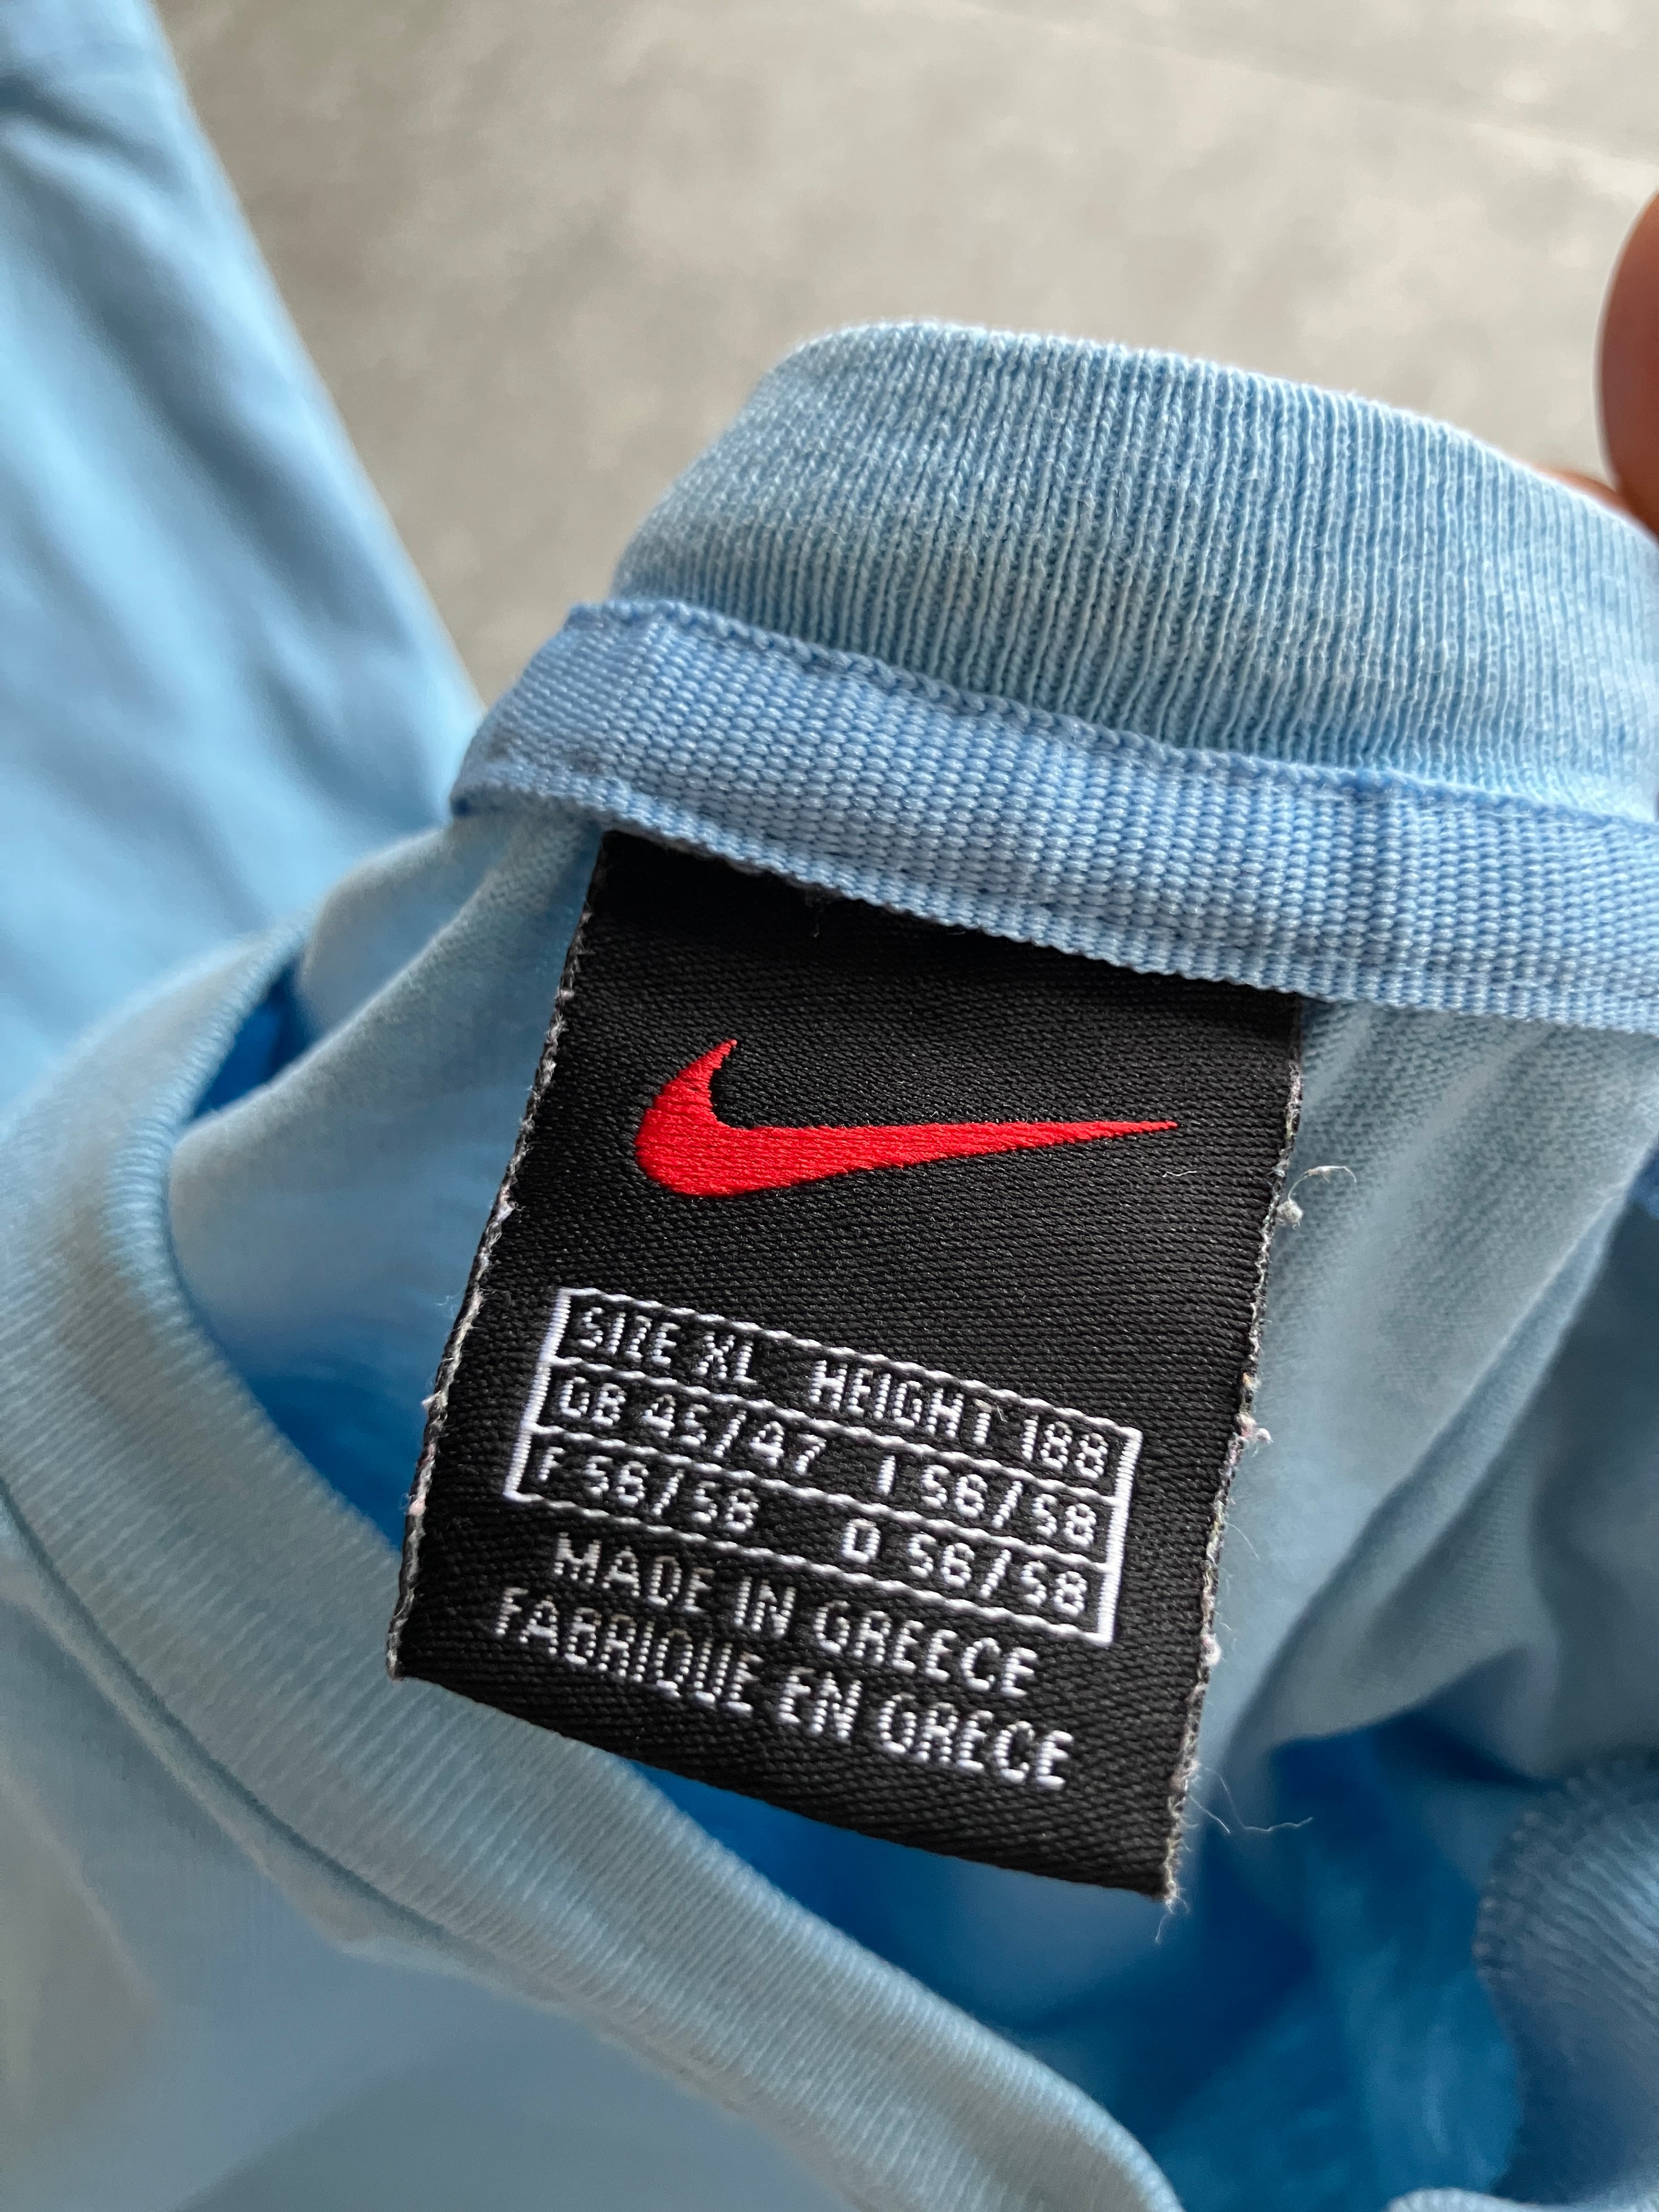 SIZE XL HEIGHT 188
GB 45/47 I 56/58
F 56/58 D 56/58
MADE IN GREECE
FABRIQUE EN GRECE